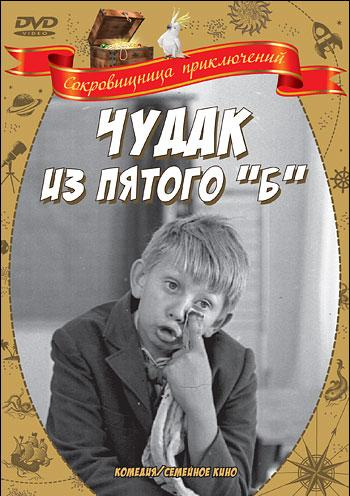 DVD
VIDEO
Сокровищница приключений
ЧУДАК
ИЗ ПЯТОГО "Б"
КОМЕДИЯ/СЕМЕЙНОЕ КИНО